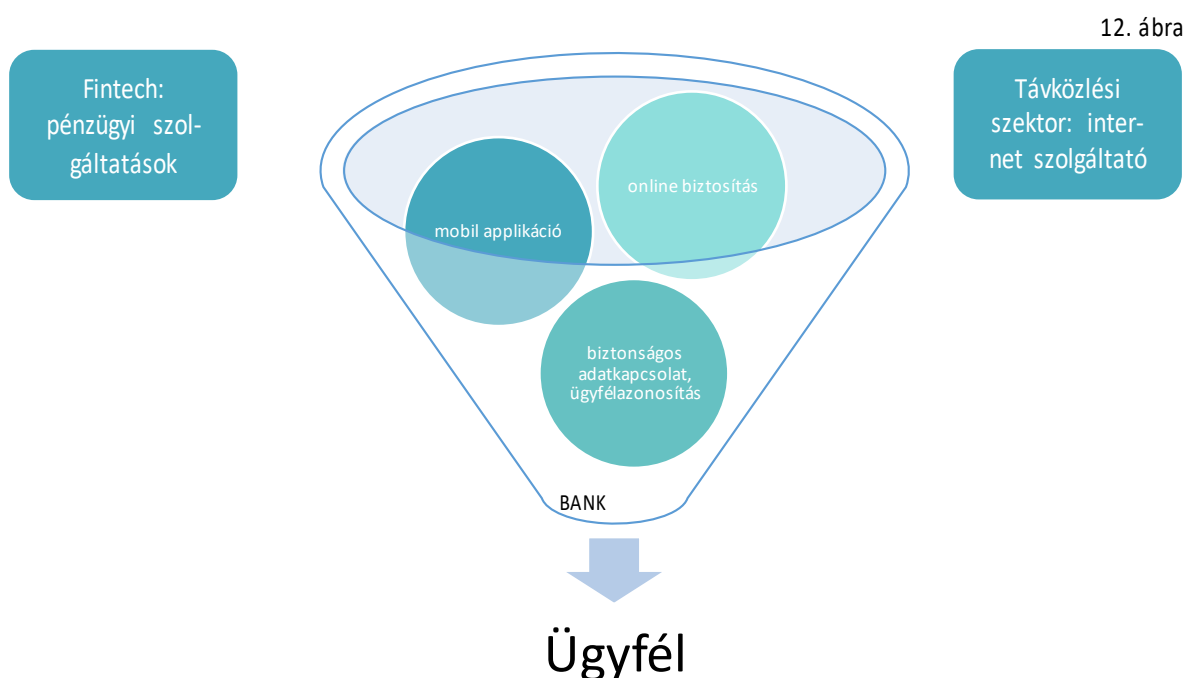 12. ábra
Fintech:
pénzügyi szol-
gáltatások
Távközlési
szektor: inter-
net szolgáltató
online biztosítás
mobil applikáció
biztonságos
adatkapcsolat,
ügyfélazonosítás
BANK
Ügyfél